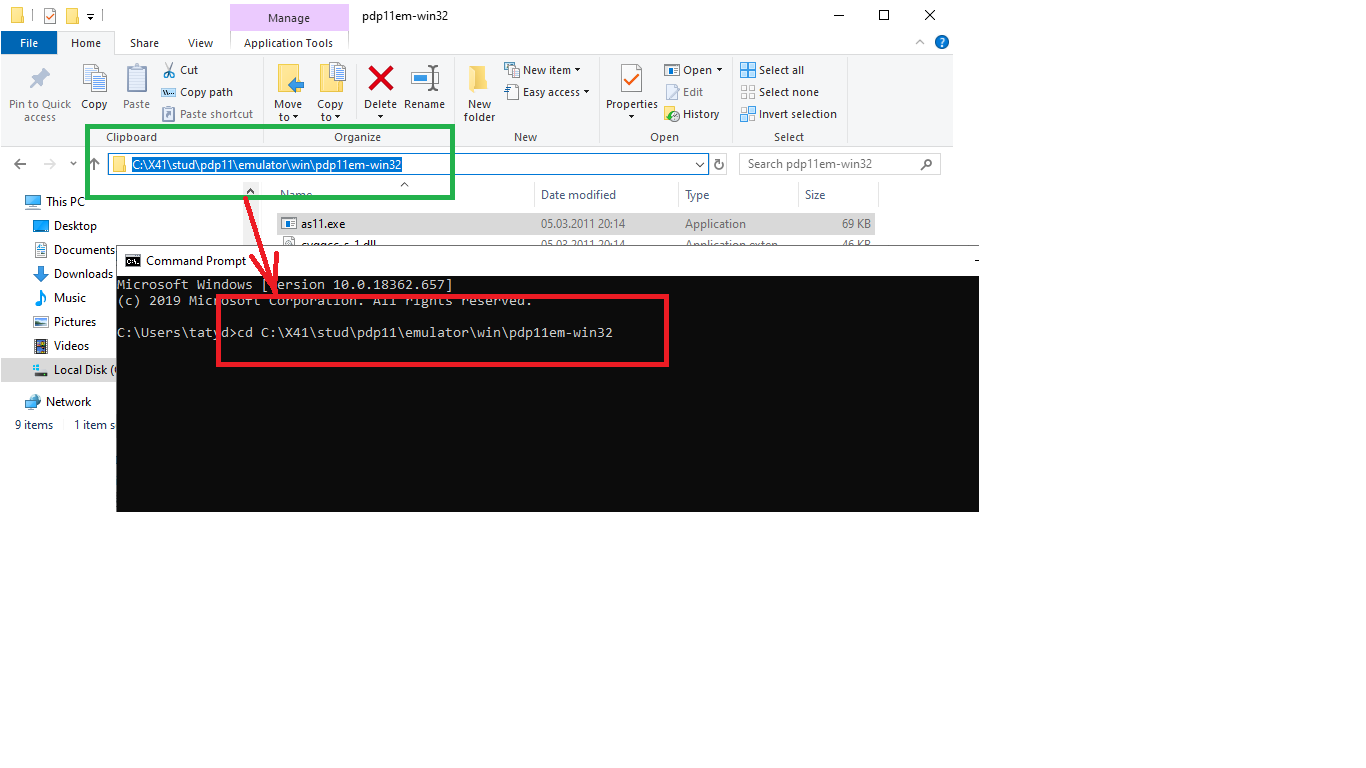 Manage
pdp11em-win32
File
Home
Share
View
Application Tools
Pin to Quick access
Copy
Paste
Cut
Copy path
Paste shortcut
Clipboard
Move to
Copy to
Delete
Rename
Organize
New folder
New item
Easy access
New
Properties
Open
Edit
History
Open
Select all
Select none
Invert selection
Select
C:\X41\stud\pdp11\emulator\win\pdp11em-win32
Search pdp11em-win32
This PC
Desktop
Documents
Downloads
Music
Pictures
Videos
Local Disk (
Network
9 items
1 item s
Name
Date modified
Type
Size
as11.exe
05.03.2011 20:14
Application
69 KB
cyggcc_s-1.dll
05.03.2011 20:14
Application exten
46 KB
Command Prompt
Microsoft Windows [Version 10.0.18362.657]
(c) 2019 Microsoft Corporation. All rights reserved.
C:\Users\tatyd>cd C:\X41\stud\pdp11\emulator\win\pdp11em-win32